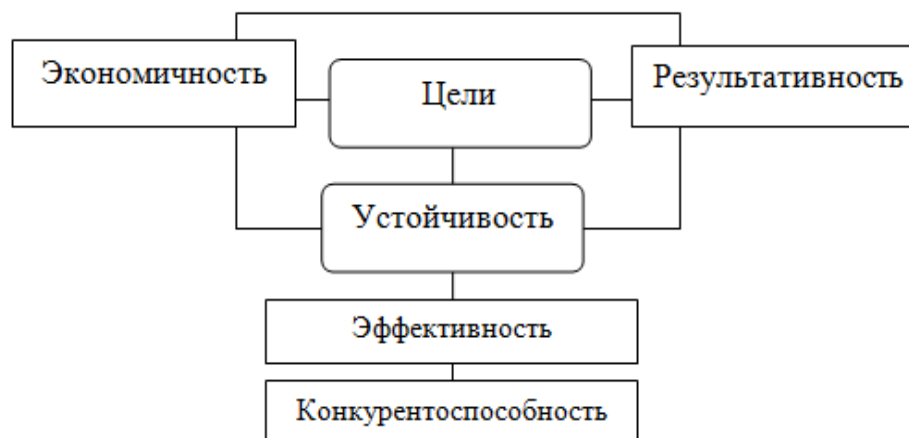 Экономичность
Цели
Результативность
Устойчивость
Эффективность
Конкурентоспособность